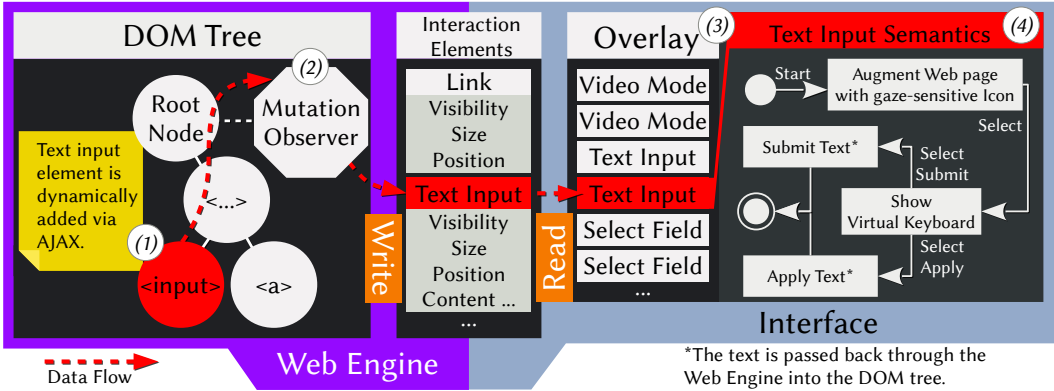 DOM Tree
(2)
Root
Node
Mutation
Observer
Text input
element is
dynamically
added via
AJAX.
<...>
(1)
<input>
<a>
Write
Interaction
Elements
Link
Visibility
Size
Position
Text Input
Visibility
Size
Position
Content ...
...
Read
Overlay
(3)
Video Mode
Video Mode
Text Input
Text Input
Select Field
Select Field
...
Text Input Semantics
(4)
Start
Augment Web page
with gaze-sensitive Icon
Select
Submit Text*
Select
Submit
Show
Virtual Keyboard
Select
Apply
Apply Text*
Interface
Web Engine
Data Flow
*The text is passed back through the
Web Engine into the DOM tree.